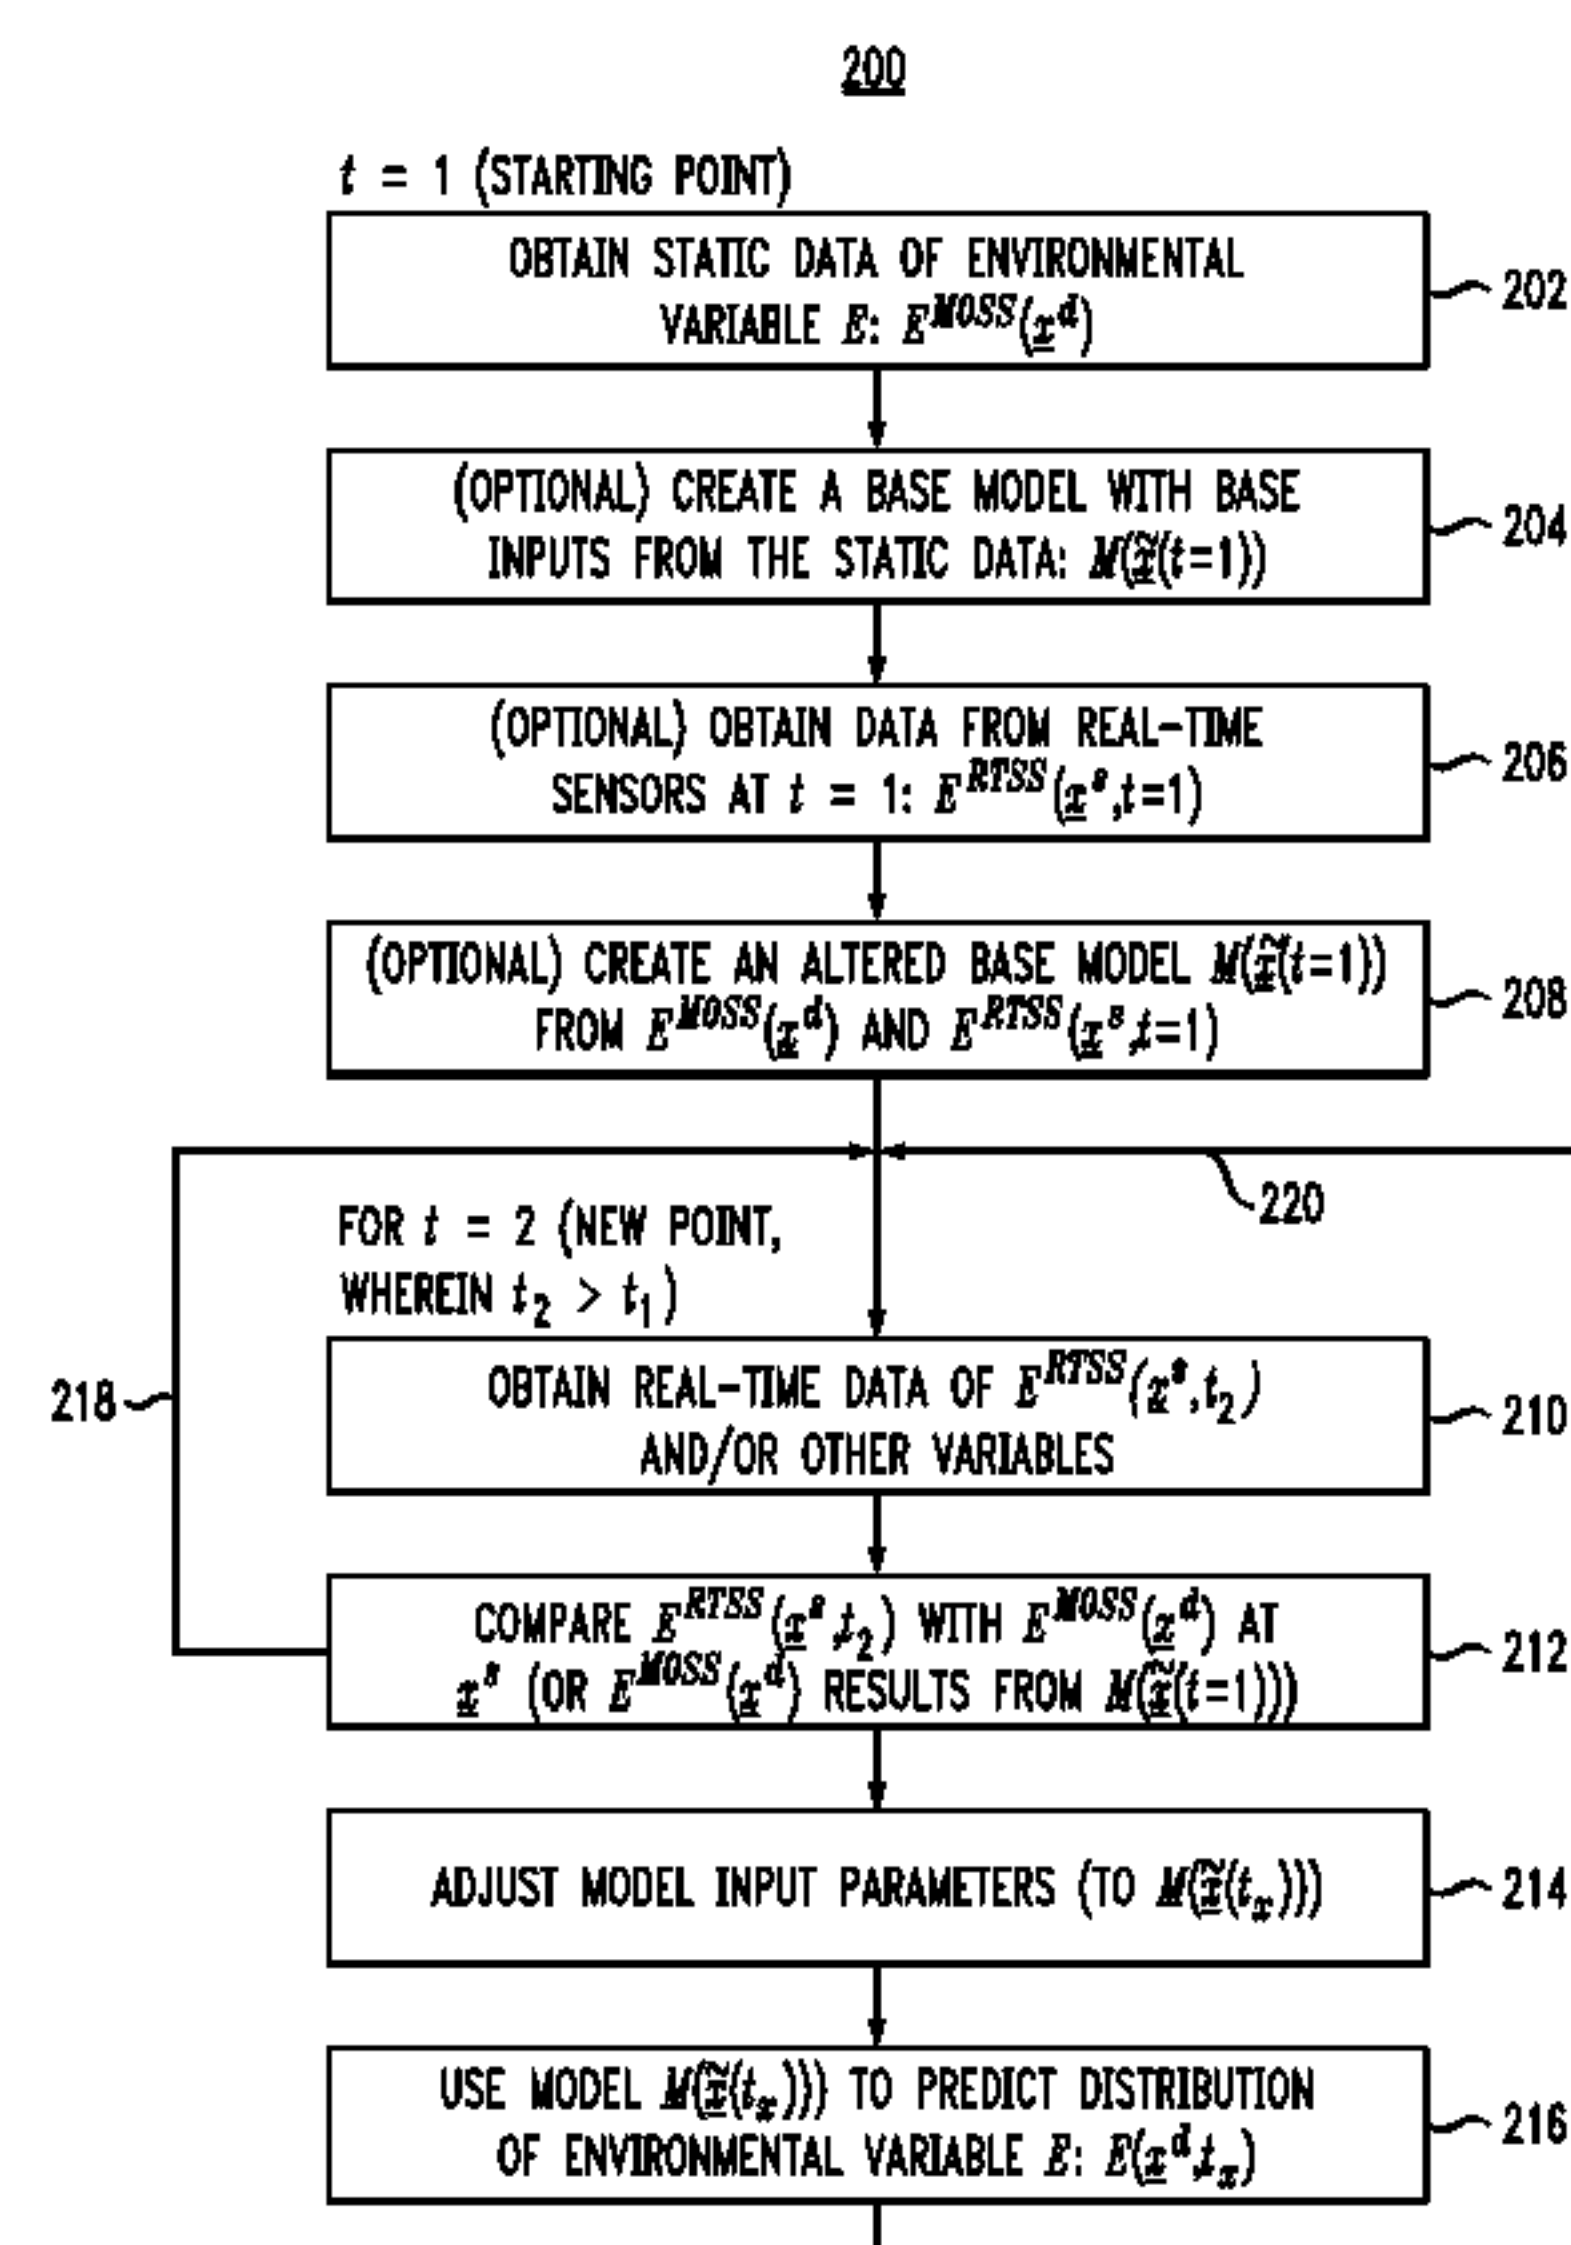 200
t = 1 (STARTING POINT)
OBTAIN STATIC DATA OF ENVIRONMENTAL
VARIABLE E: E^MOSS(x^d)
202
(OPTIONAL) CREATE A BASE MODEL WITH BASE
INPUTS FROM THE STATIC DATA: M(x̃(t=1))
204
(OPTIONAL) OBTAIN DATA FROM REAL-TIME
SENSORS AT t = 1: E^RTSS(x^s,t=1)
206
(OPTIONAL) CREATE AN ALTERED BASE MODEL M(x̃(t=1))
FROM E^MOSS(x^d) AND E^RTSS(x^s,t=1)
208
220
FOR t = 2 (NEW POINT,
WHEREIN t₂ > t₁)
218
OBTAIN REAL-TIME DATA OF E^RTSS(x^s,t₂)
AND/OR OTHER VARIABLES
210
COMPARE E^RTSS(x^s,t₂) WITH E^MOSS(x^d) AT
x^s (OR E^MOSS(x^d) RESULTS FROM M(x̃(t=1)))
212
ADJUST MODEL INPUT PARAMETERS (TO M(x̃(tₓ)))
214
USE MODEL M(x̃(tₓ))) TO PREDICT DISTRIBUTION
OF ENVIRONMENTAL VARIABLE E: E(x^d,tₓ)
216